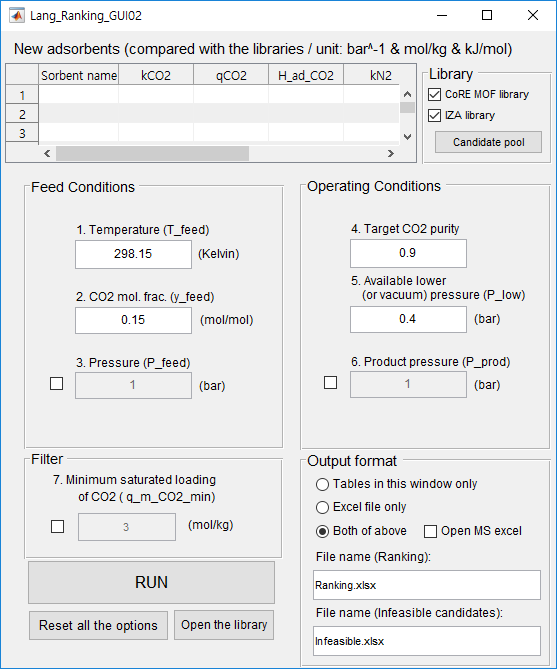 Lang_Ranking_GUI02
New adsorbents (compared with the libraries / unit: bar^-1 & mol/kg & kJ/mol)
Sorbent name kCO2 qCO2 H_ad_CO2 kN2
1
2
3
Library
CoRE MOF library
IZA library
Candidate pool
Feed Conditions
1. Temperature (T_feed)
298.15 (Kelvin)
2. CO2 mol. frac. (y_feed)
0.15 (mol/mol)
3. Pressure (P_feed)
1 (bar)
Operating Conditions
4. Target CO2 purity
0.9
5. Available lower
(or vacuum) pressure (P_low)
0.4 (bar)
6. Product pressure (P_prod)
1 (bar)
Filter
7. Minimum saturated loading
of CO2 ( q_m_CO2_min)
3 (mol/kg)
RUN
Reset all the options Open the library
Output format
Tables in this window only
Excel file only
Both of above Open MS excel
File name (Ranking):
Ranking.xlsx
File name (Infeasible candidates):
Infeasible.xlsx